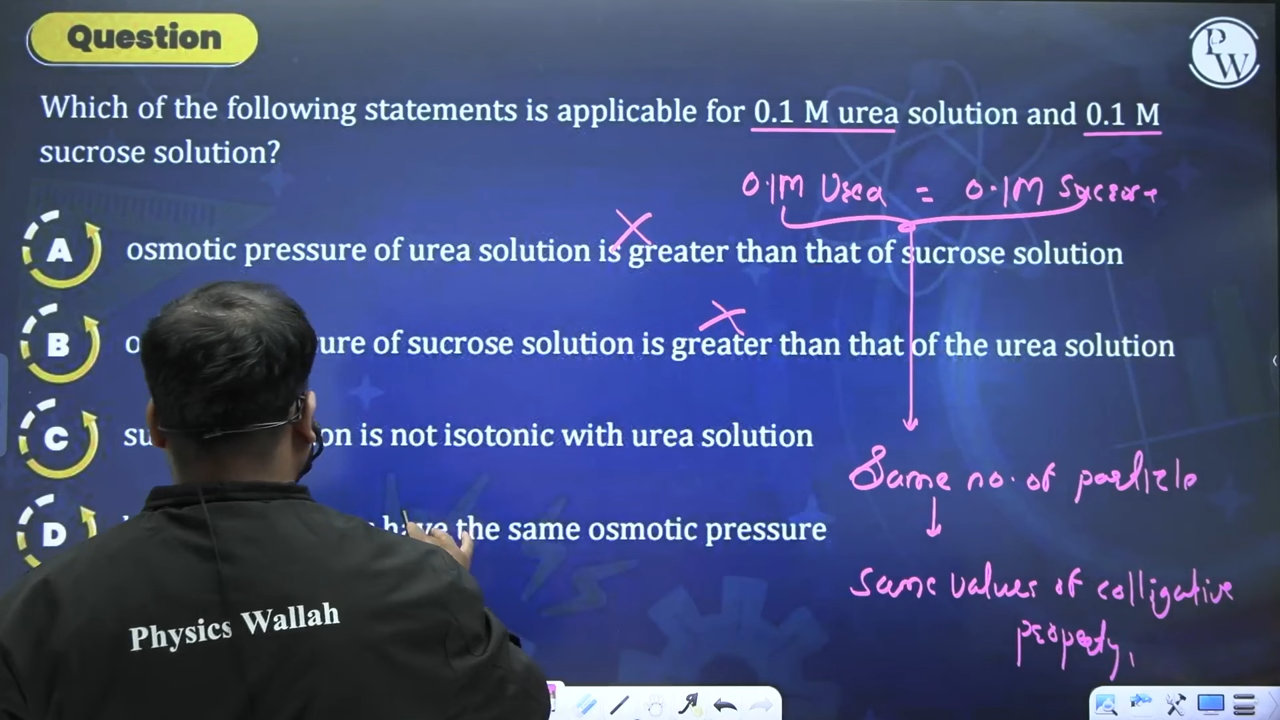 Question
PW
Which of the following statements is applicable for 0.1 M urea solution and 0.1 M
sucrose solution?
0.1M Urea = 0.1M Sucrose
A osmotic pressure of urea solution is greater than that of sucrose solution
B ure of sucrose solution is greater than that of the urea solution
C su on is not isotonic with urea solution
D have the same osmotic pressure
Same no. of particle
Same values of colligative
property,
Physics Wallah